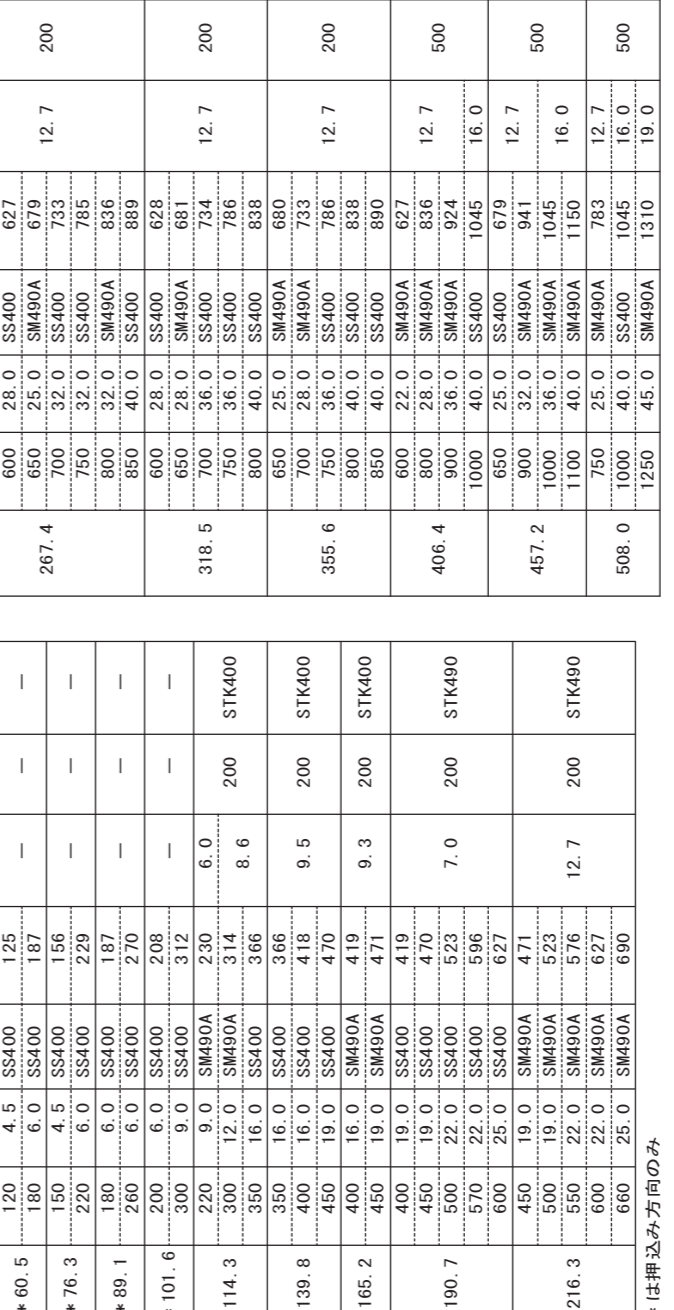 * 60.5 120 4.5 SS400 125 — — —
180 6.0 SS400 187
* 76.3 150 4.5 SS400 156 — — —
220 6.0 SS400 229
* 89.1 180 6.0 SS400 187 — — —
260 6.0 SS400 270
* 101.6 200 6.0 SS400 208 — — —
300 9.0 SS400 312
114.3 220 9.0 SM490A 230 6.0 200 STK400
300 12.0 SM490A 314 8.6
350 16.0 SS400 366
139.8 350 16.0 SS400 366 9.5 200 STK400
400 16.0 SS400 418
450 19.0 SS400 470
165.2 400 16.0 SM490A 419 9.3 200 STK400
450 19.0 SM490A 471
190.7 400 19.0 SS400 419 7.0 200 STK490
450 19.0 SS400 470
500 22.0 SS400 523
570 22.0 SS400 596
600 25.0 SS400 627
216.3 450 19.0 SM490A 471 12.7 200 STK490
500 19.0 SM490A 523
550 22.0 SM490A 576
600 22.0 SM490A 627
660 25.0 SM490A 690
* は押込み方向のみ
267.4 600 28.0 SS400 627 12.7 200
650 25.0 SM490A 679
700 32.0 SS400 733
750 32.0 SS400 785
800 32.0 SM490A 836
850 40.0 SS400 889
318.5 600 28.0 SS400 628 12.7 200
650 28.0 SM490A 681
700 36.0 SS400 734
750 36.0 SS400 786
800 40.0 SS400 838
355.6 650 25.0 SM490A 680 12.7 200
700 28.0 SM490A 733
750 36.0 SS400 786
800 40.0 SS400 838
850 40.0 SS400 890
406.4 600 22.0 SM490A 627 12.7 500
800 28.0 SM490A 836
900 36.0 SM490A 924
1000 40.0 SS400 1045 16.0
457.2 650 25.0 SS400 679 12.7 500
900 32.0 SM490A 941
1000 36.0 SM490A 1045 16.0
1100 40.0 SM490A 1150
508.0 750 25.0 SM490A 783 12.7 500
1000 40.0 SS400 1045 16.0
1250 45.0 SM490A 1310 19.0